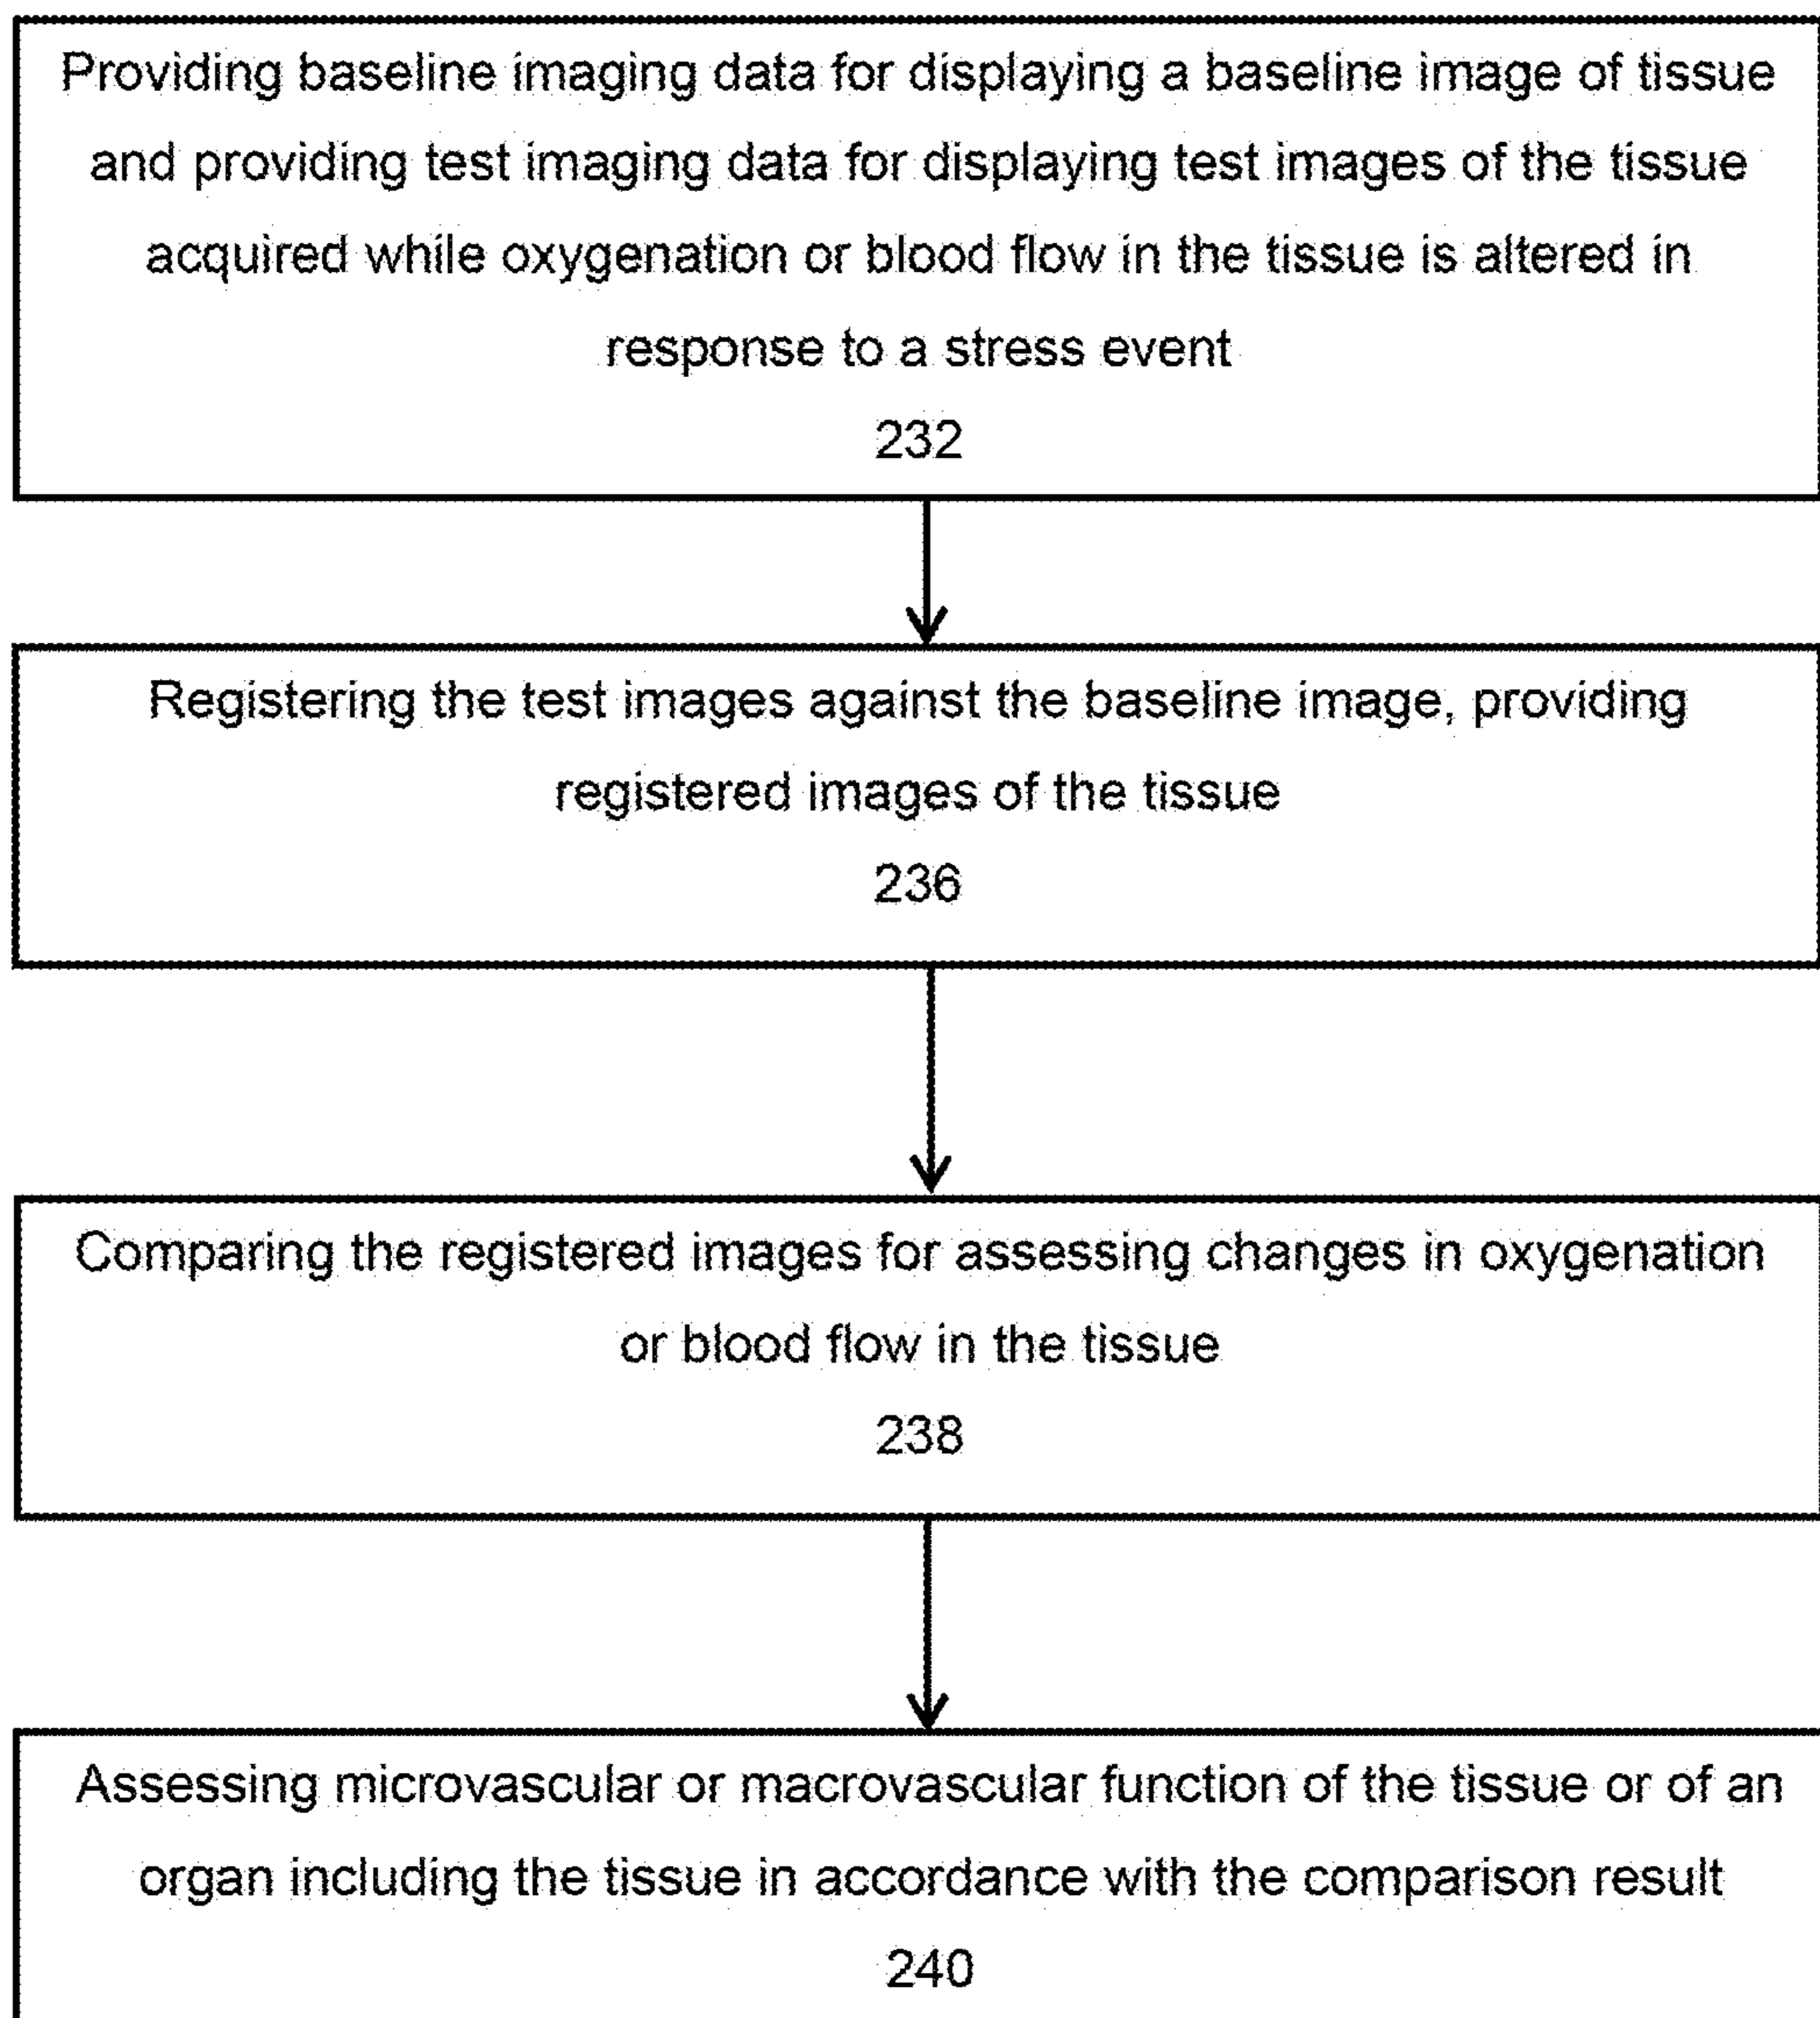 Providing baseline imaging data for displaying a baseline image of tissue
and providing test imaging data for displaying test images of the tissue
acquired while oxygenation or blood flow in the tissue is altered in
response to a stress event
232
Registering the test images against the baseline image, providing
registered images of the tissue
236
Comparing the registered images for assessing changes in oxygenation
or blood flow in the tissue
238
Assessing microvascular or macrovascular function of the tissue or of an
organ including the tissue in accordance with the comparison result
240